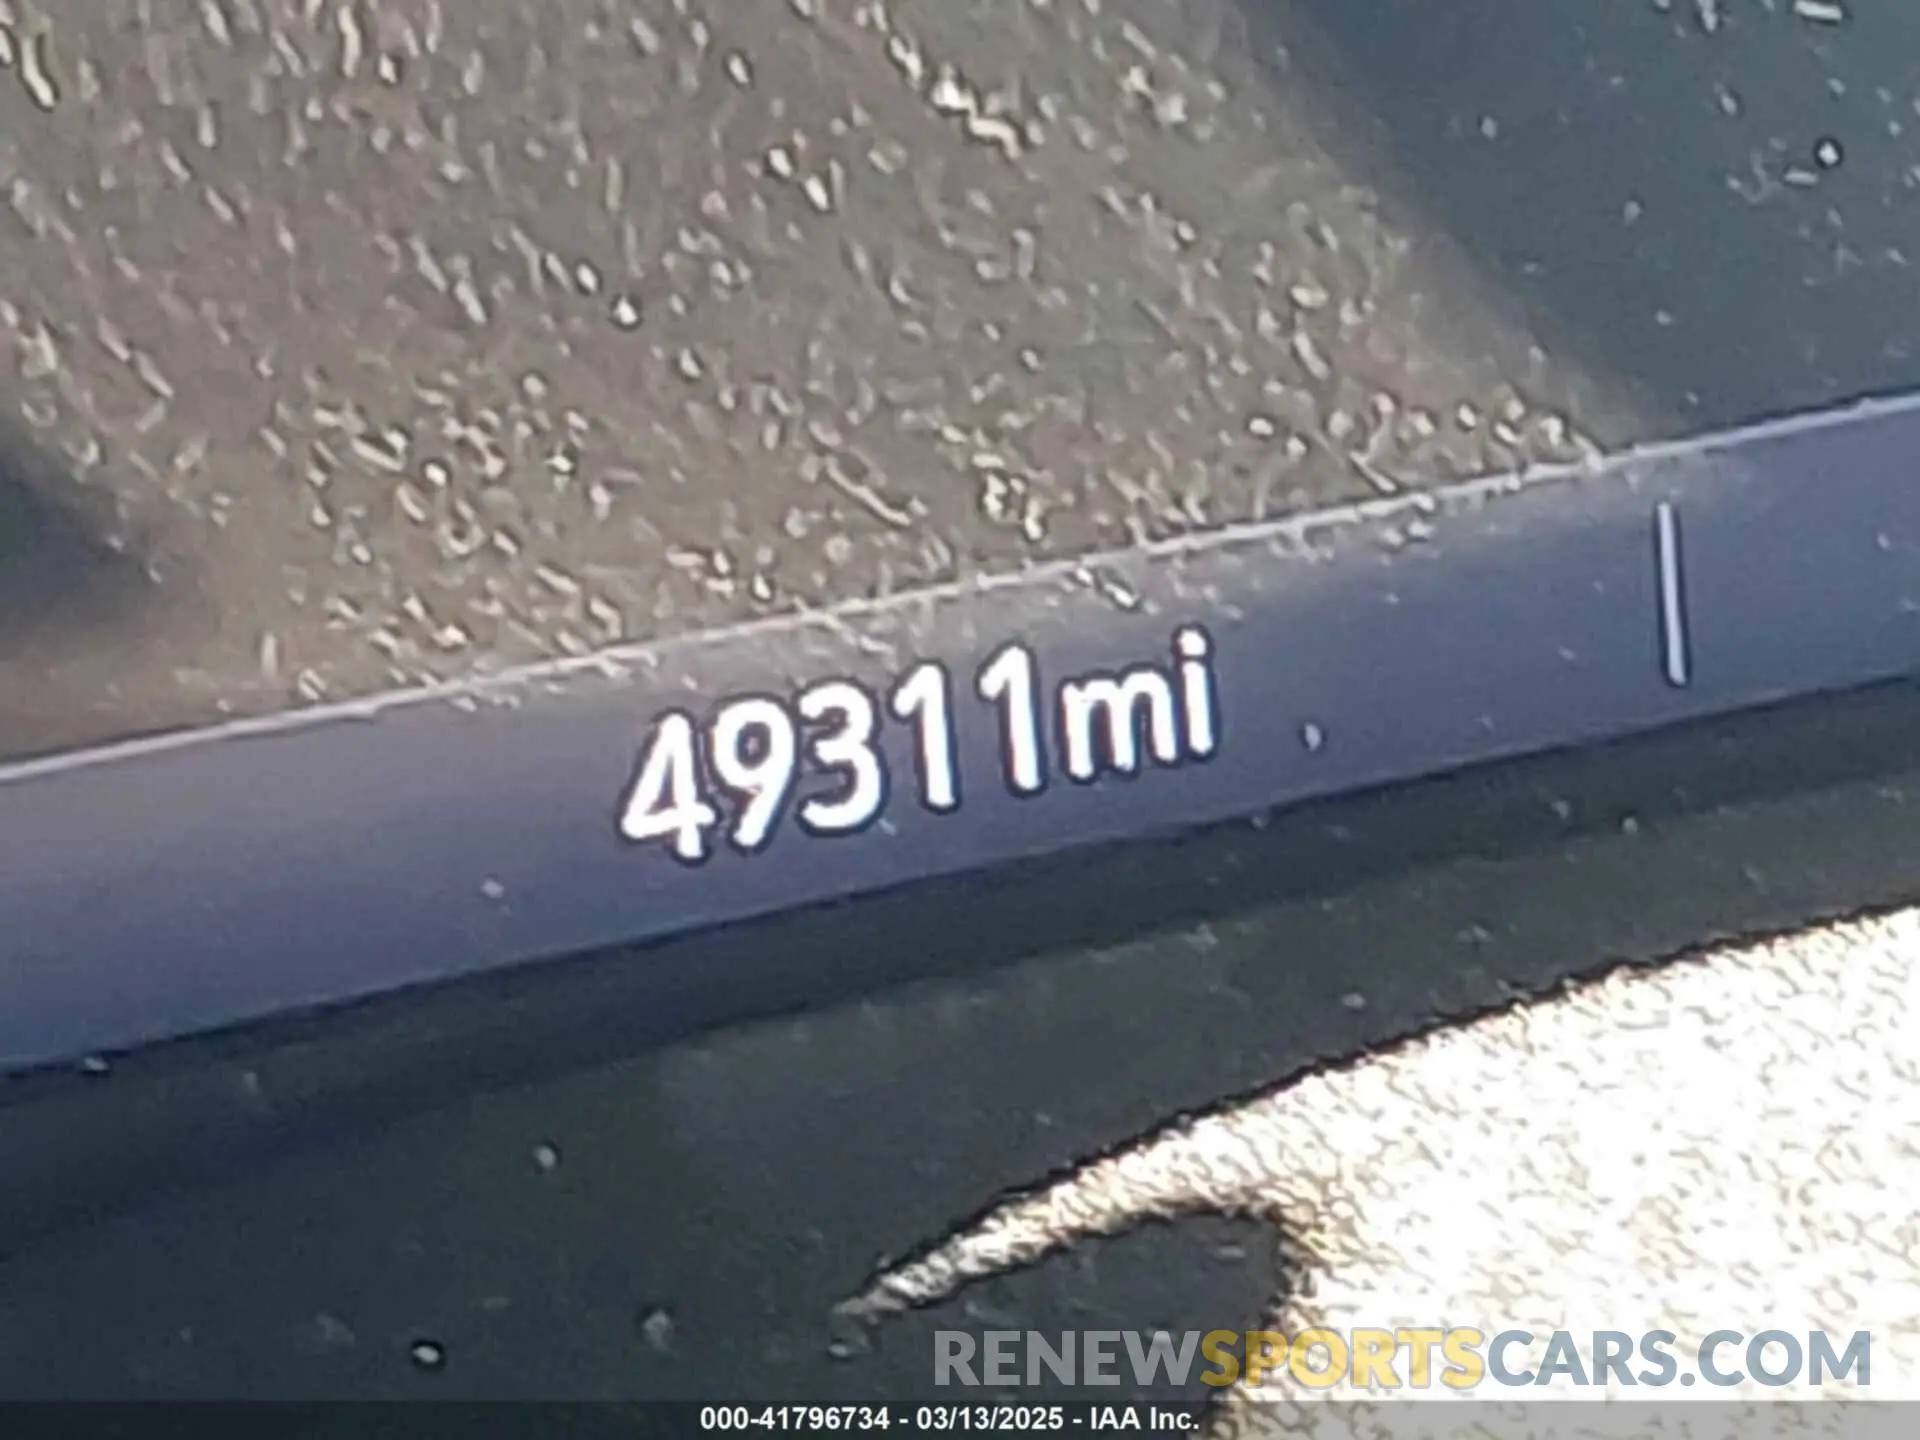 49311mi
RENEWSPORTSCARS.COM
000-41796734 - 03/13/2025 - IAA Inc.